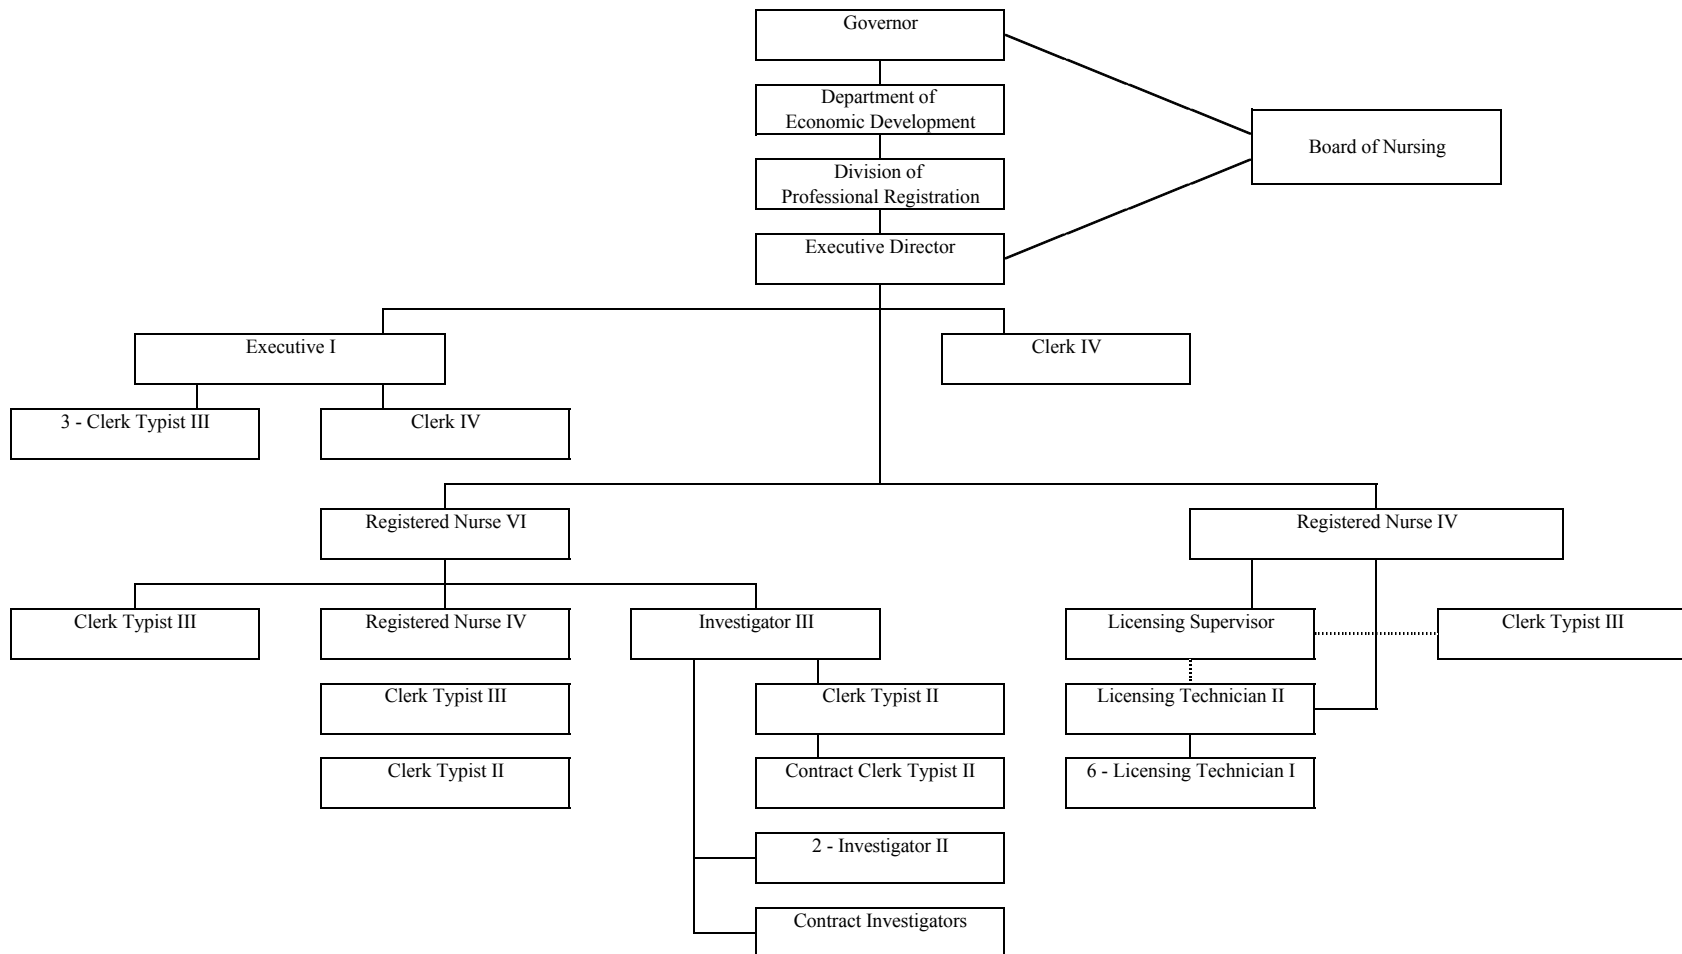 Governor
Department of
Economic Development
Board of Nursing
Division of
Professional Registration
Executive Director
Executive I
Clerk IV
3 - Clerk Typist III
Clerk IV
Registered Nurse VI
Registered Nurse IV
Clerk Typist III
Registered Nurse IV
Investigator III
Licensing Supervisor
Clerk Typist III
Clerk Typist III
Clerk Typist II
Licensing Technician II
Clerk Typist II
Contract Clerk Typist II
6 - Licensing Technician I
2 - Investigator II
Contract Investigators